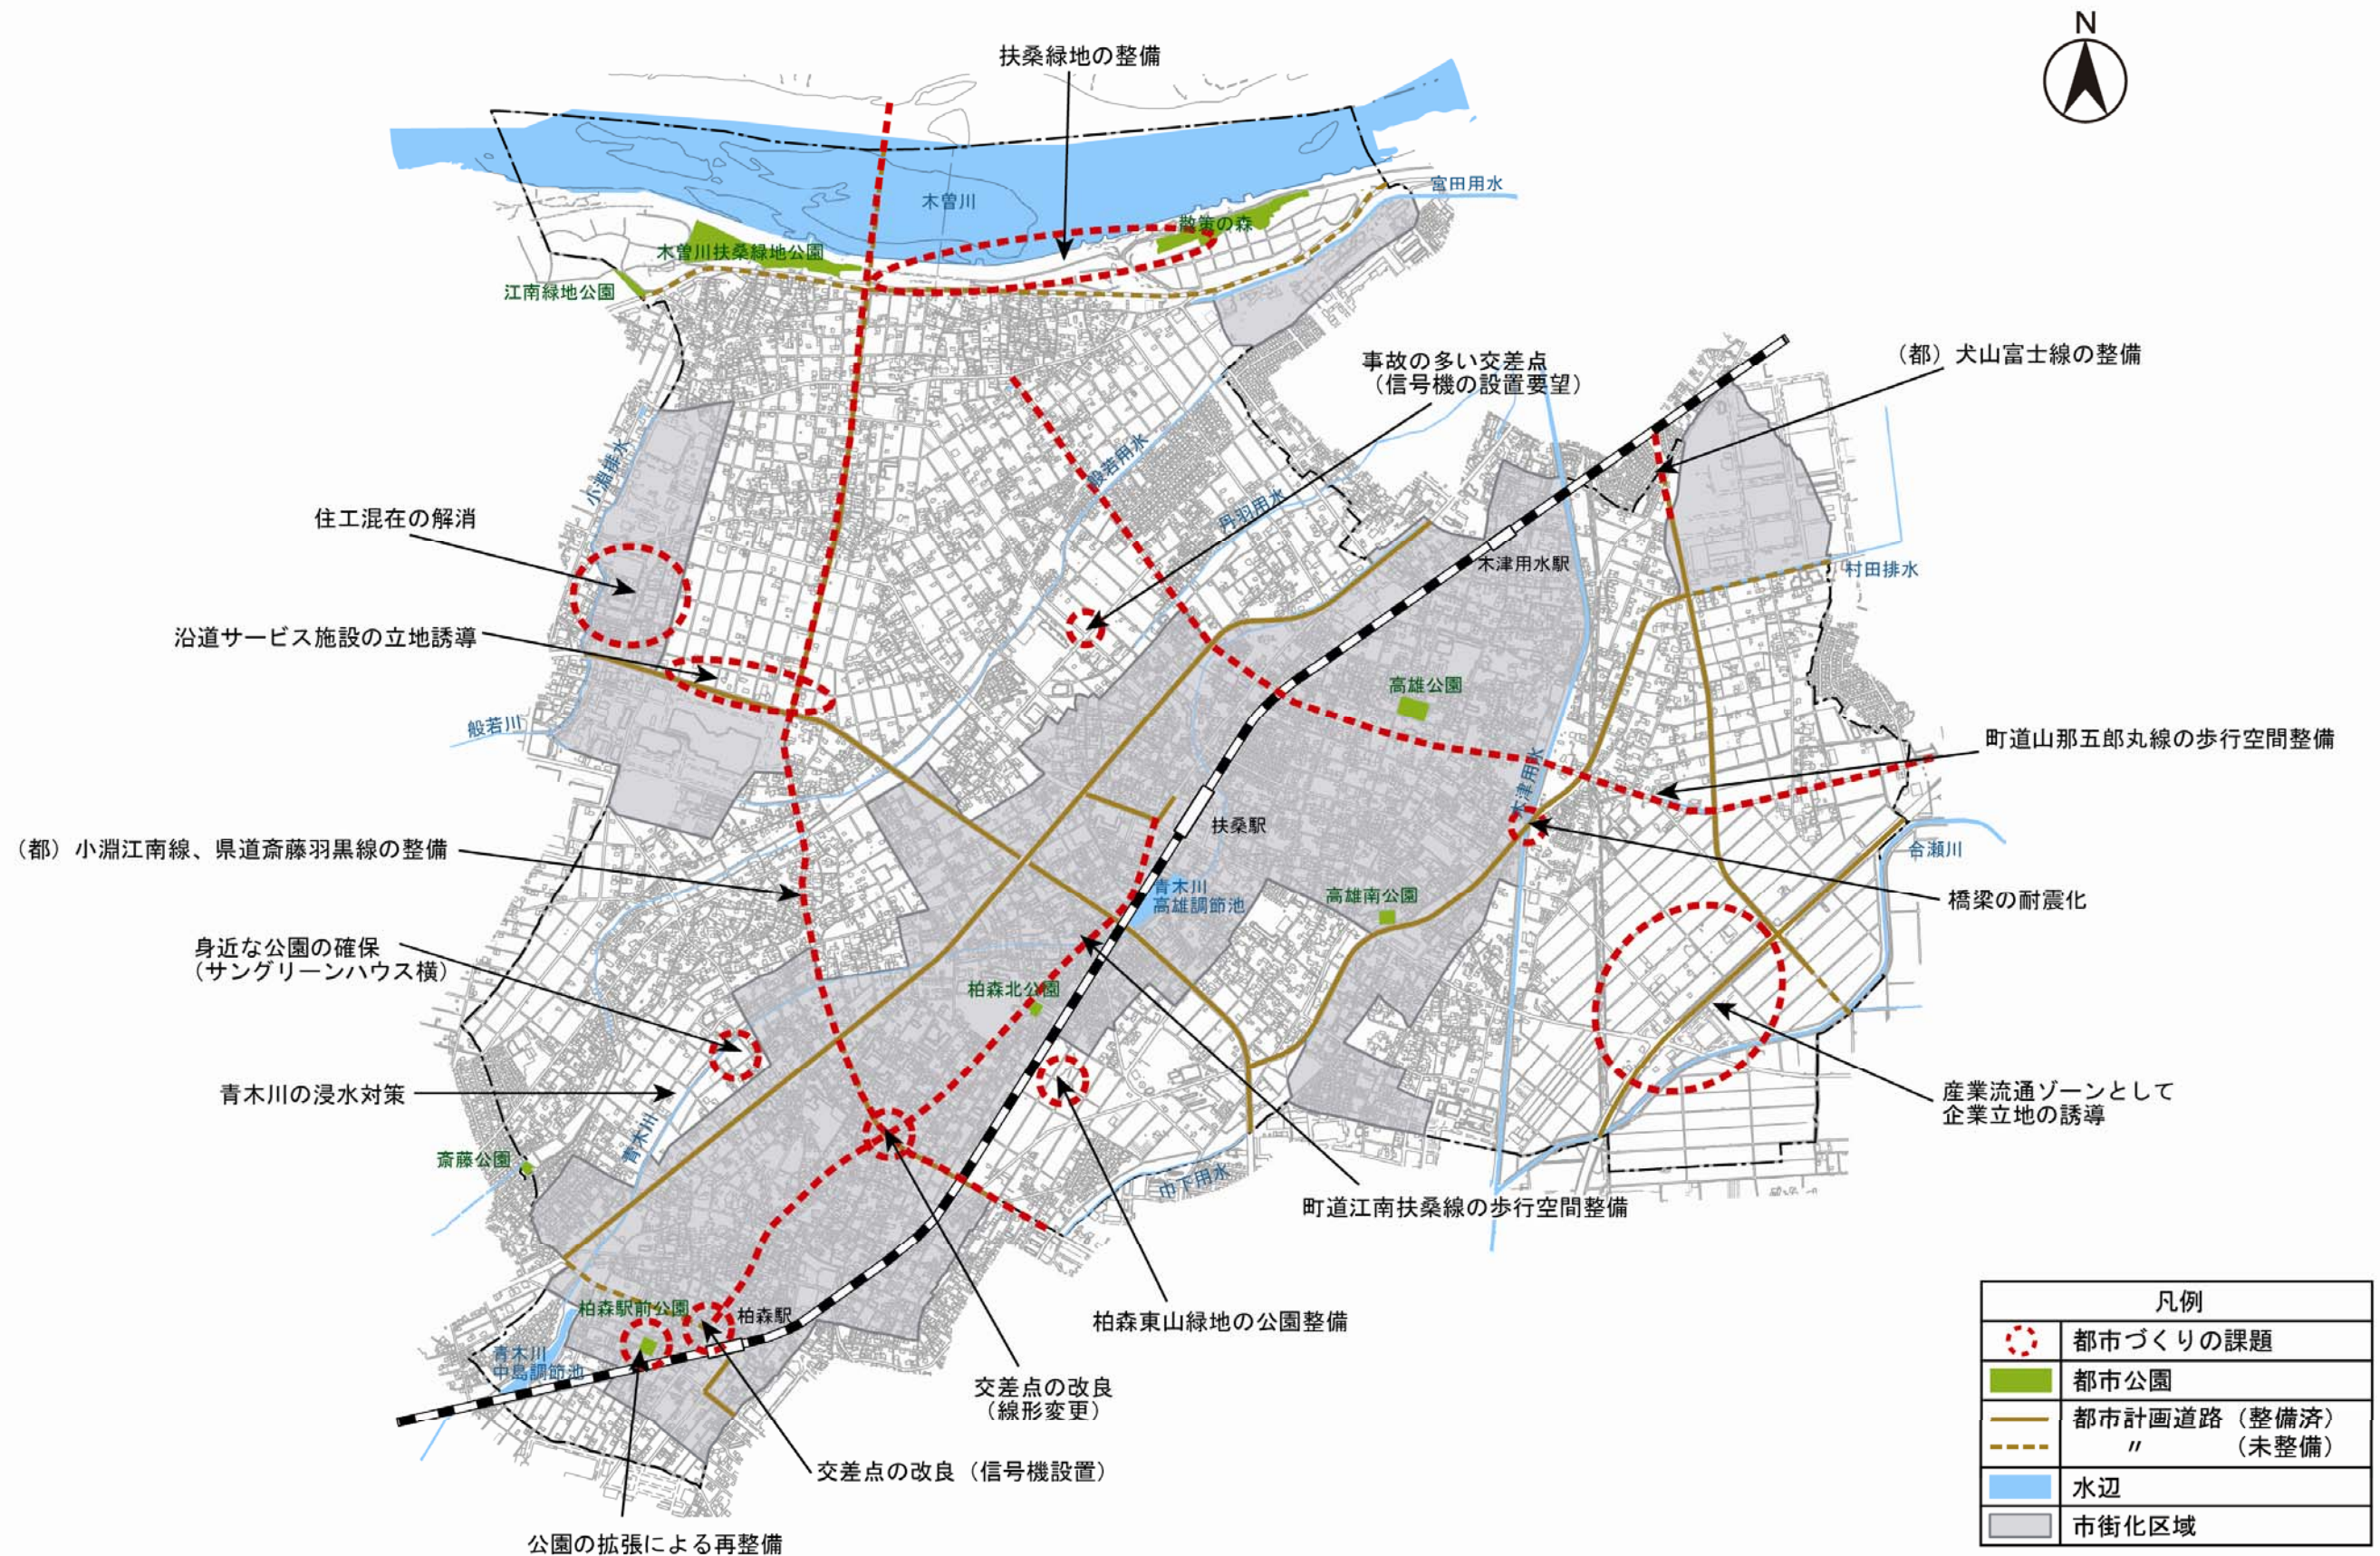 N
扶桑緑地の整備
宮田用水
木曽川
散策の森
木曽川扶桑緑地公園
江南緑地公園
事故の多い交差点
（信号機の設置要望）
（都）犬山富士線の整備
般若用水
小淵排水
丹羽用水
住工混在の解消
木津用水駅
村田排水
沿道サービス施設の立地誘導
高雄公園
般若川
町道山那五郎丸線の歩行空間整備
木津用水
扶桑駅
（都）小淵江南線、県道斎藤羽黒線の整備
合瀬川
青木川
高雄調節池
高雄南公園
橋梁の耐震化
身近な公園の確保
（サングリーンハウス横）
柏森北公園
青木川の浸水対策
産業流通ゾーンとして
企業立地の誘導
青木川
斎藤公園
巾下用水
町道江南扶桑線の歩行空間整備
柏森駅前公園
柏森駅
柏森東山緑地の公園整備
青木川
中島調節池
交差点の改良
（線形変更）
交差点の改良（信号機設置）
公園の拡張による再整備
凡例
都市づくりの課題
都市公園
都市計画道路（整備済）
〃　（未整備）
水辺
市街化区域